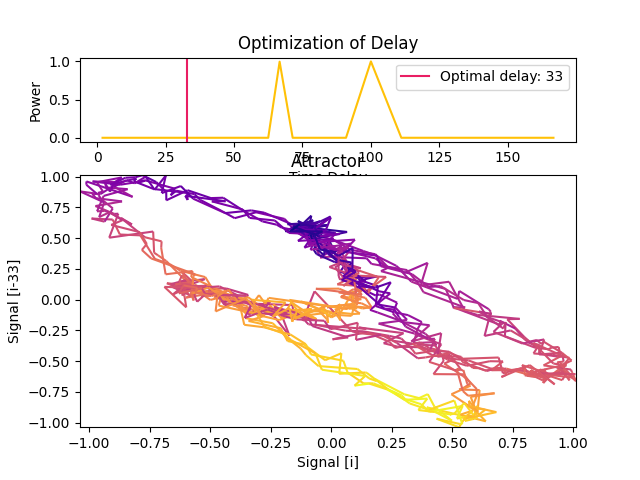 Optimization of Delay
Power
1.0
0.5
0.0
Optimal delay: 33
0 25 50 75 100 125 150
Time Delay
Attractor
Signal [i-33]
1.00
0.75
0.50
0.25
0.00
−0.25
−0.50
−0.75
−1.00
−1.00 −0.75 −0.50 −0.25 0.00 0.25 0.50 0.75 1.00
Signal [i]